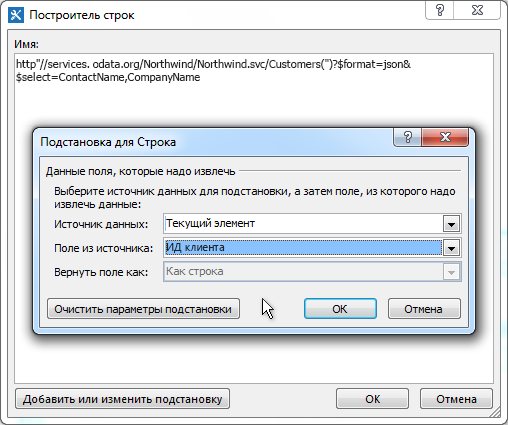 Построитель строк
Имя:
http"//services. odata.org/Northwind/Northwind.svc/Customers('')?$format=json&
$select=ContactName,CompanyName
Подстановка для Строка
Данные поля, которые надо извлечь
Выберите источник данных для подстановки, а затем поле, из которого надо
извлечь данные:
Источник данных: Текущий элемент
Поле из источника: ИД клиента
Вернуть поле как: Как строка
Очистить параметры подстановки OK Отмена
Добавить или изменить подстановку OK Отмена